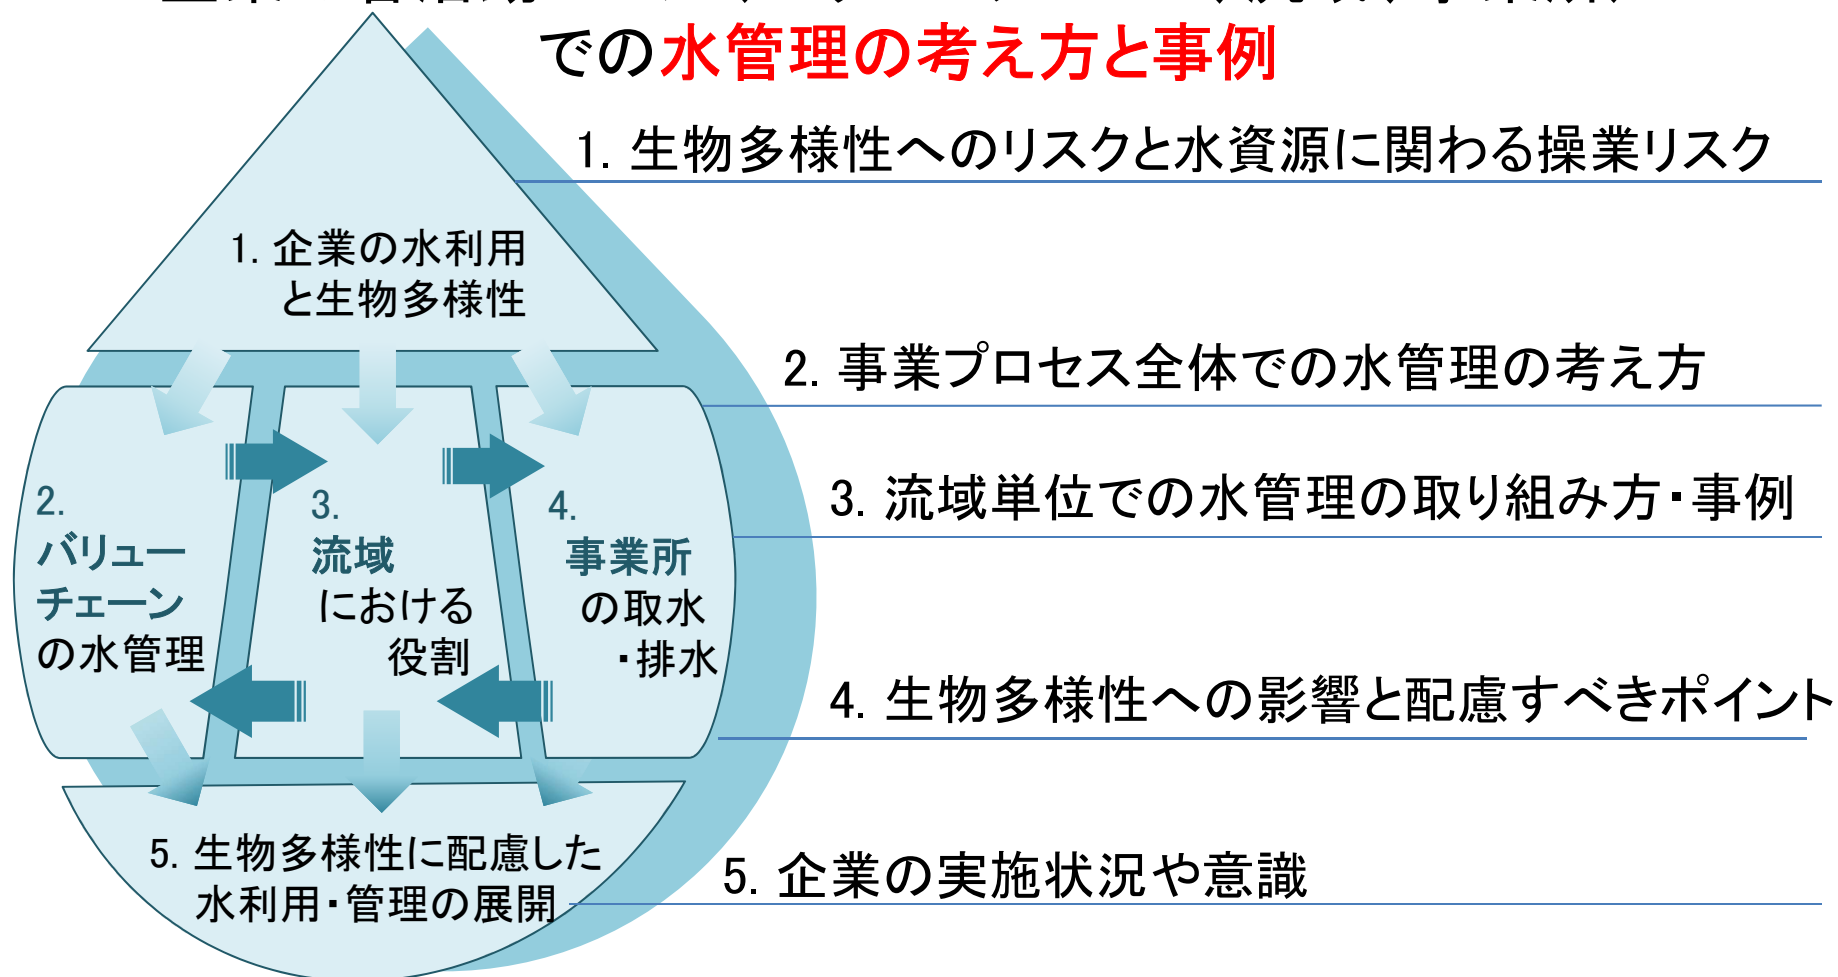 での水管理の考え方と事例
1. 生物多様性へのリスクと水資源に関わる操業リスク
1. 企業の水利用
と生物多様性
2. 事業プロセス全体での水管理の考え方
3. 流域単位での水管理の取り組み方・事例
2.
バリュー
チェーン
の水管理
3.
流域
における
役割
4.
事業所
の取水
・排水
4. 生物多様性への影響と配慮すべきポイント
5. 生物多様性に配慮した
水利用・管理の展開
5. 企業の実施状況や意識